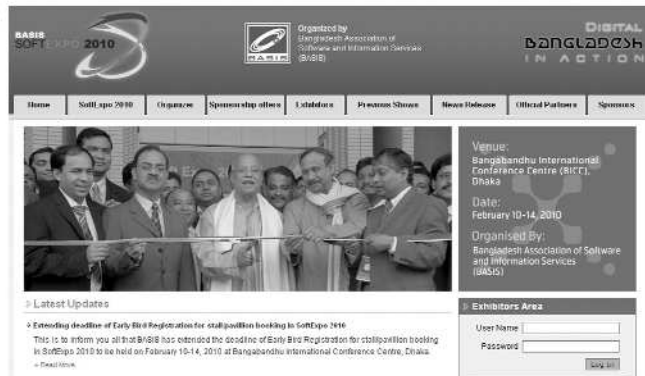 BASIS
SOFTEXPO 2010
BASIS
Organized by
Bangladesh Association of
Software and Information Services
(BASIS)
DIGITAL
BANGLADESH
IN ACTION
Home
SoftExpo 2010
Organizer
Sponsorship offers
Exhibitors
Previous Shows
News Release
Official Partners
Sponsors
Venue:
Bangabandhu International
Conference Centre (BICC),
Dhaka
Date:
February 10-14, 2010
Organised By:
Bangladesh Association of Software
and Information Services
(BASIS)
Latest Updates
Extending deadline of Early Bird Registration for stall/pavilion booking in SoftExpo 2010
This is to inform you all that BASIS has extended the deadline of Early Bird Registration for stall/pavilion booking
in SoftExpo 2010 to be held on February 10-14, 2010 at Bangabandhu International Conference Centre, Dhaka.
Read More
Exhibitors Area
User Name
Password
Log in